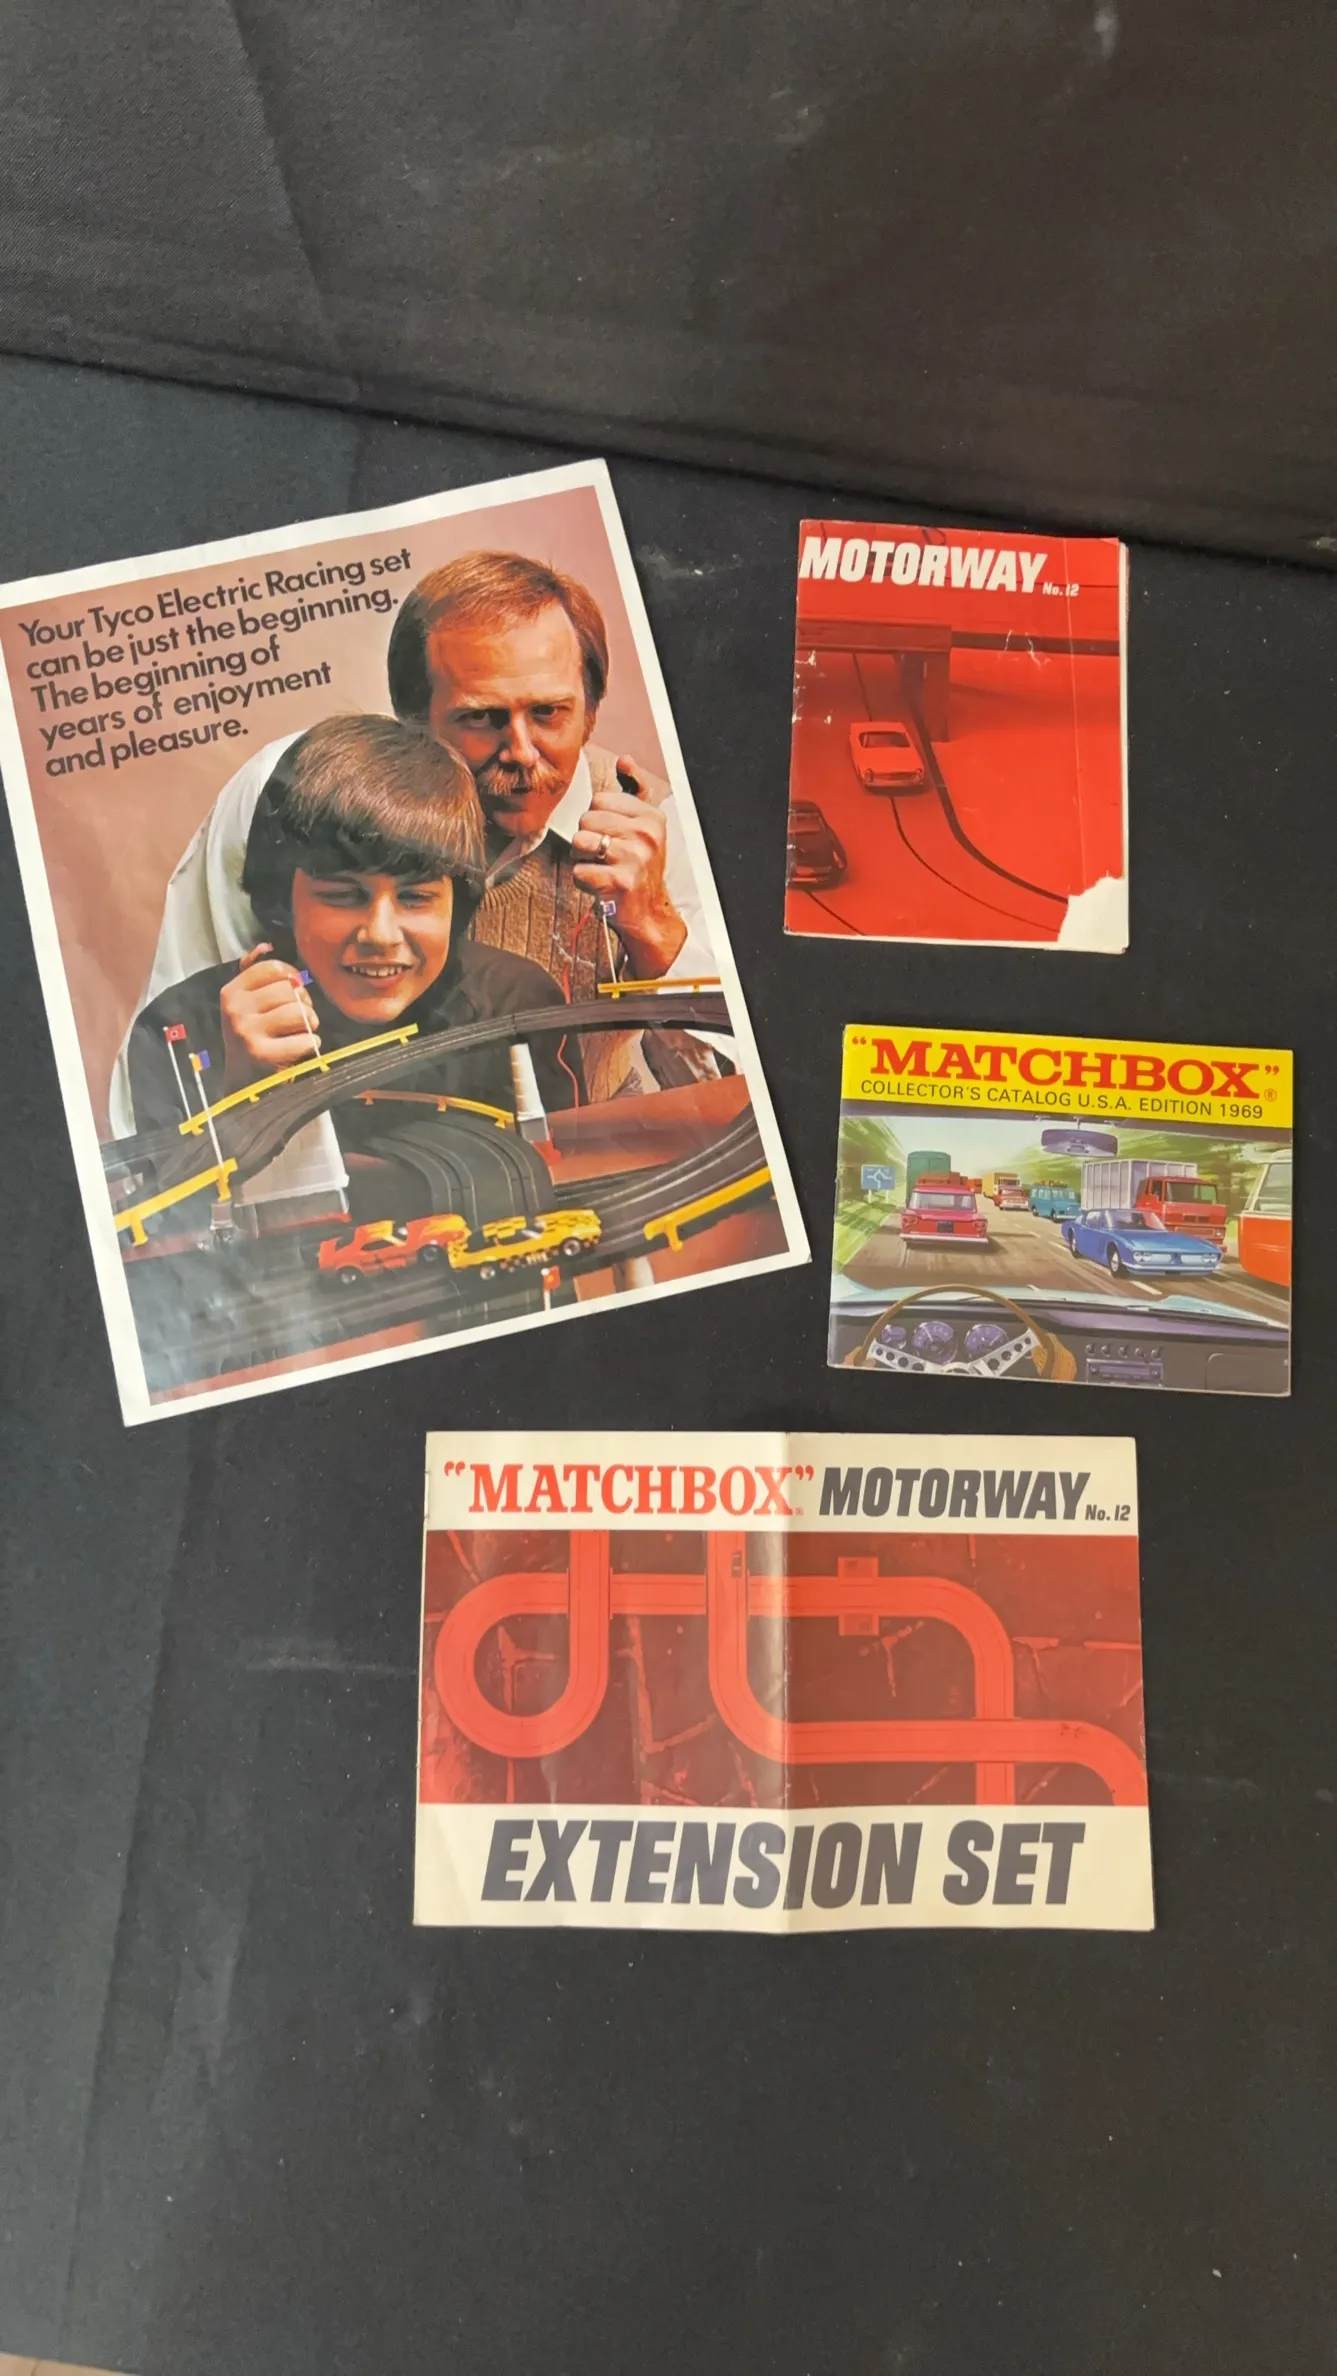 Your Tyco Electric Racing set
can be just the beginning.
The beginning of
years of enjoyment
and pleasure.
MOTORWAY No. 12
"MATCHBOX"®
COLLECTOR'S CATALOG U.S.A. EDITION 1969
"MATCHBOX" MOTORWAY No. 12
EXTENSION SET